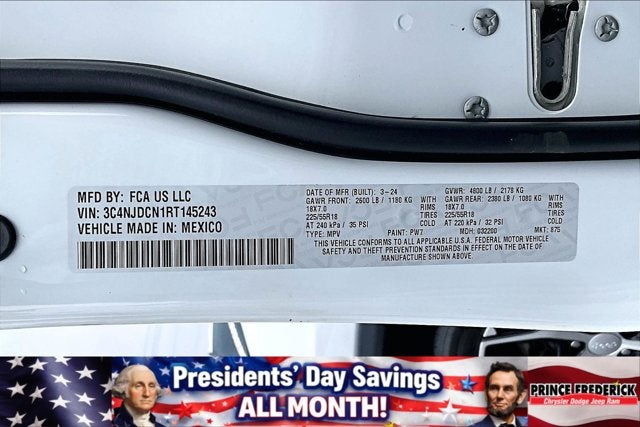 MFD BY: FCA US LLC
VIN: 3C4NJDCN1RT145243
VEHICLE MADE IN: MEXICO
DATE OF MFR (BUILT): 3-24 GVWR: 4800 LB / 2178 KG
GAWR FRONT: 2600 LB / 1180 KG GAWR REAR: 2380 LB / 1080 KG
18X7.0 RIMS 18X7.0 RIMS
225/55R18 TIRES 225/55R18 TIRES
AT 240 kPa / 35 PSI COLD AT 220 kPa / 32 PSI COLD
TYPE: MPV PAINT: PW7 MDH: 032200 MKT: 875
THIS VEHICLE CONFORMS TO ALL APPLICABLE U.S.A. FEDERAL MOTOR VEHICLE
SAFETY AND THEFT PREVENTION STANDARDS IN EFFECT ON THE DATE OF
MANUFACTURE SHOWN ABOVE.
Jeep
Presidents' Day Savings
ALL MONTH!
PRINCE FREDERICK
Chrysler Dodge Jeep Ram